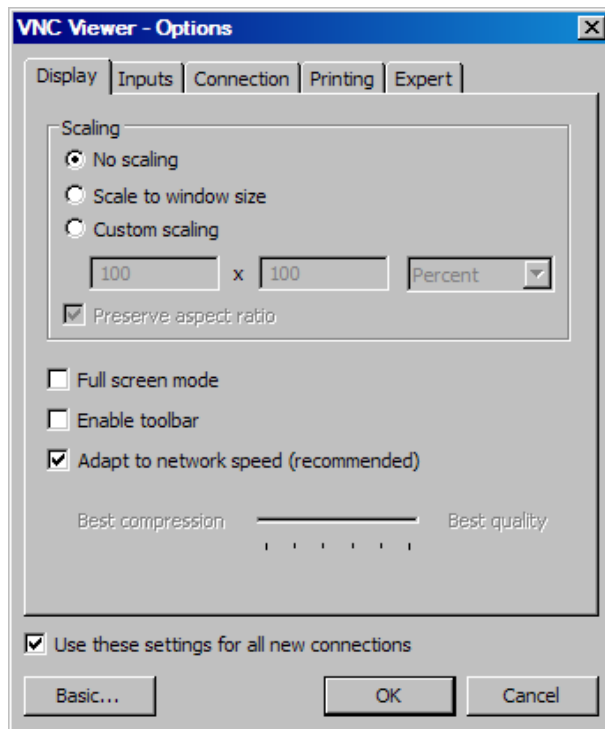 VNC Viewer - Options
Display Inputs Connection Printing Expert
Scaling
No scaling
Scale to window size
Custom scaling
100 x 100 Percent
Preserve aspect ratio
Full screen mode
Enable toolbar
Adapt to network speed (recommended)
Best compression Best quality
Use these settings for all new connections
Basic... OK Cancel